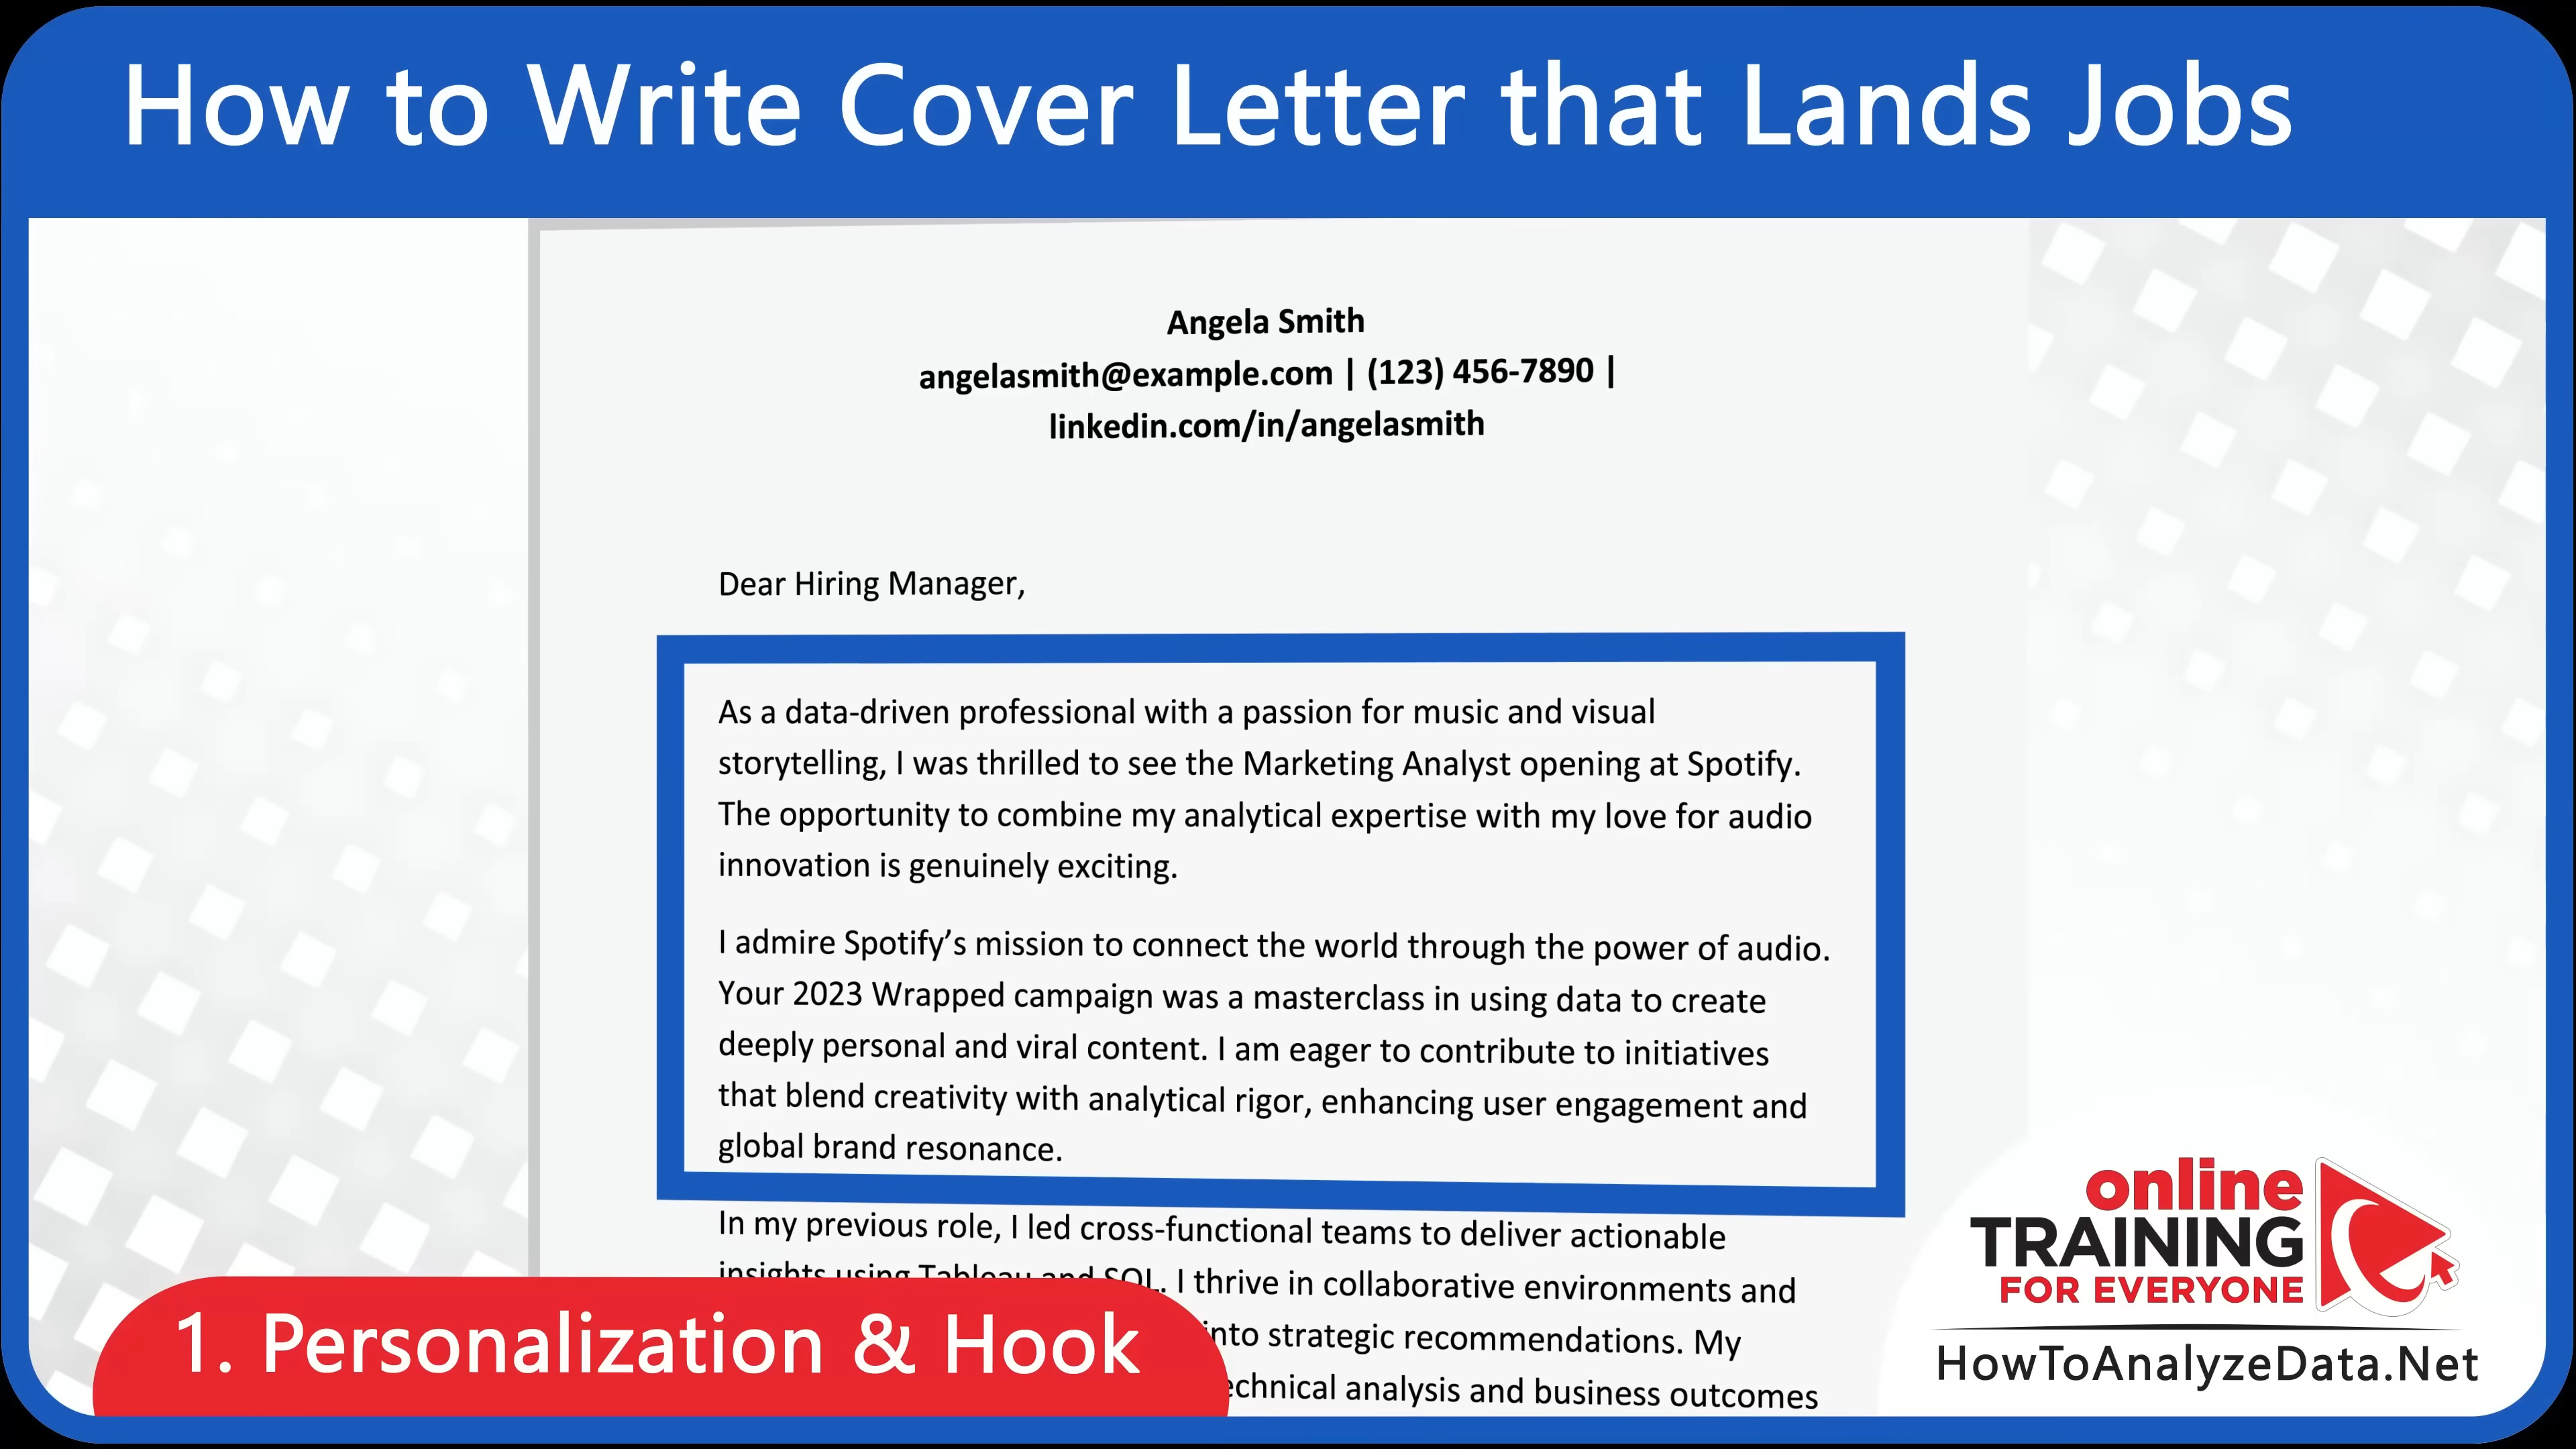 How to Write Cover Letter that Lands Jobs
Angela Smith
angelasmith@example.com | (123) 456-7890 |
linkedin.com/in/angelasmith
Dear Hiring Manager,
As a data-driven professional with a passion for music and visual
storytelling, I was thrilled to see the Marketing Analyst opening at Spotify.
The opportunity to combine my analytical expertise with my love for audio
innovation is genuinely exciting.
I admire Spotify’s mission to connect the world through the power of audio.
Your 2023 Wrapped campaign was a masterclass in using data to create
deeply personal and viral content. I am eager to contribute to initiatives
that blend creativity with analytical rigor, enhancing user engagement and
global brand resonance.
In my previous role, I led cross-functional teams to deliver actionable
insights using Tableau and SQL. I thrive in collaborative environments and
into strategic recommendations. My
echnical analysis and business outcomes
1. Personalization & Hook
online
TRAINING
FOR EVERYONE
HowToAnalyzeData.Net